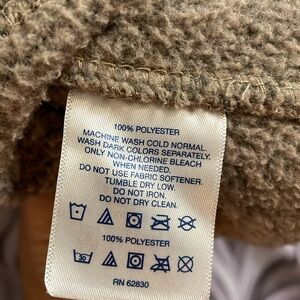 100% POLYESTER
MACHINE WASH COLD NORMAL.
WASH DARK COLORS SEPARATELY.
ONLY NON-CHLORINE BLEACH
WHEN NEEDED.
DO NOT USE FABRIC SOFTENER.
TUMBLE DRY LOW.
DO NOT IRON.
DO NOT DRY CLEAN.
100% POLYESTER
RN 62830